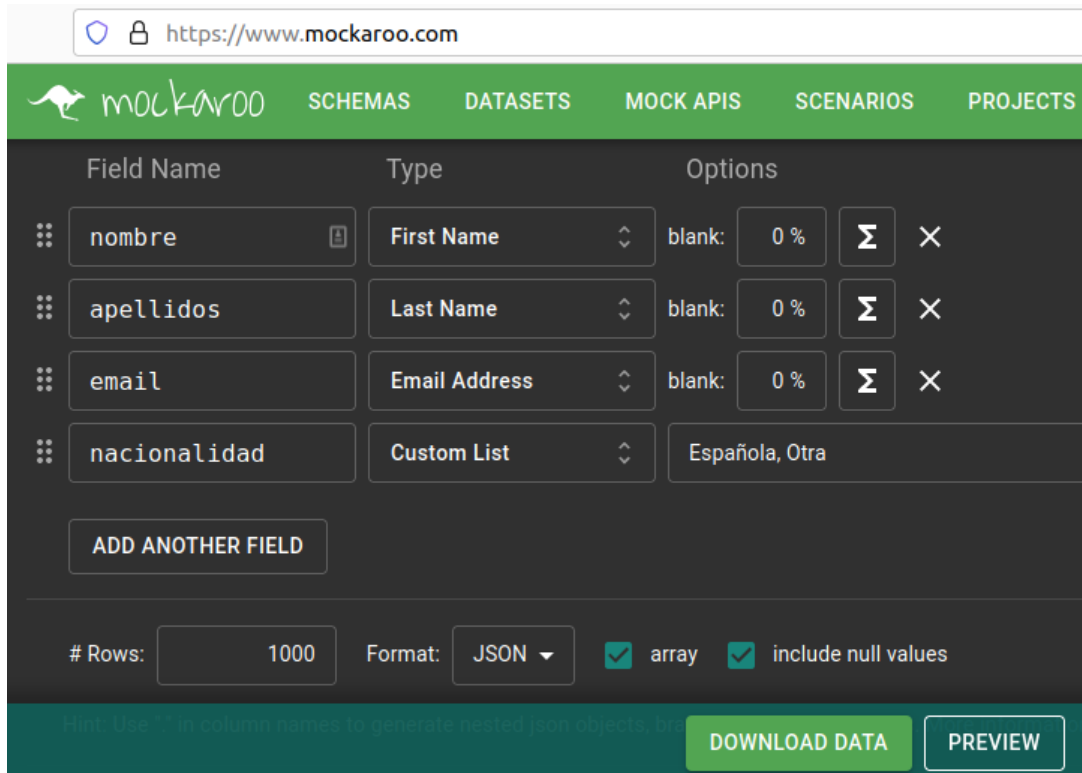 https://www.mockaroo.com
mockaroo SCHEMAS DATASETS MOCK APIS SCENARIOS PROJECTS
Field Name Type Options
nombre First Name blank: 0 % Σ
apellidos Last Name blank: 0 % Σ
email Email Address blank: 0 % Σ
nacionalidad Custom List Española, Otra
ADD ANOTHER FIELD
# Rows: 1000 Format: JSON array include null values
Hint: Use "." in column names to generate nested json objects,
DOWNLOAD DATA PREVIEW